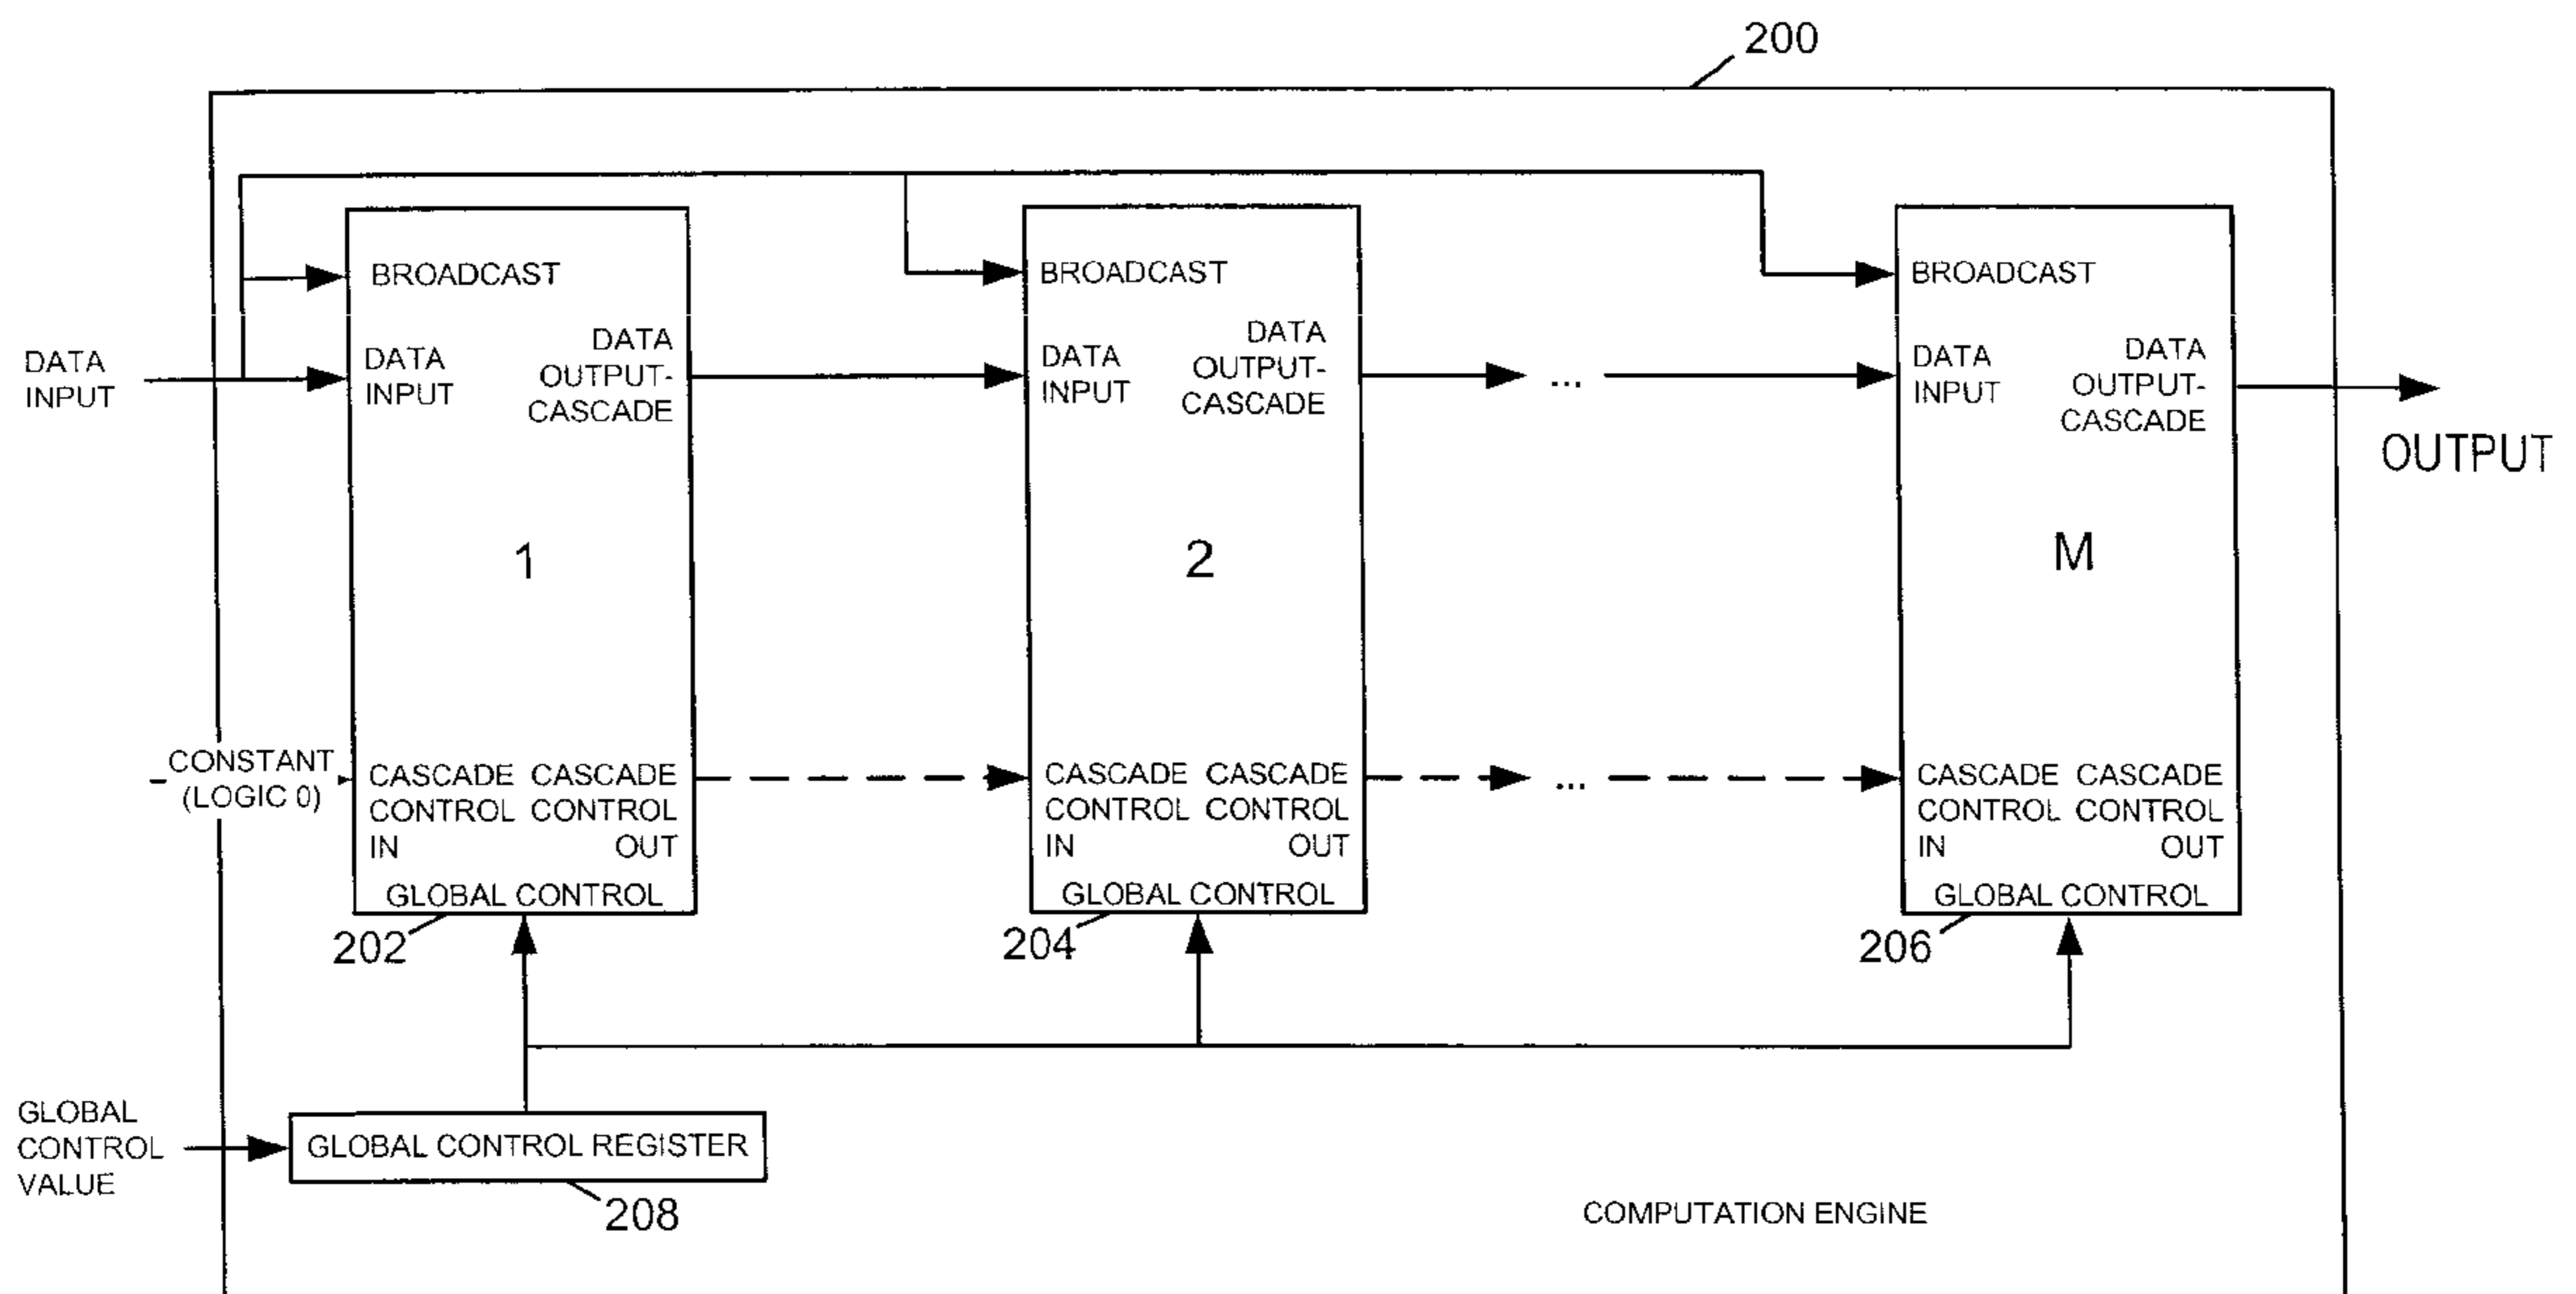 200
DATA
INPUT
BROADCAST
DATA
INPUT
DATA
OUTPUT-
CASCADE
1
CONSTANT
(LOGIC 0)
CASCADE
CONTROL
IN
CASCADE
CONTROL
OUT
GLOBAL CONTROL
202
BROADCAST
DATA
INPUT
DATA
OUTPUT-
CASCADE
2
CASCADE
CONTROL
IN
CASCADE
CONTROL
OUT
GLOBAL CONTROL
204
...
...
BROADCAST
DATA
INPUT
DATA
OUTPUT-
CASCADE
M
CASCADE
CONTROL
IN
CASCADE
CONTROL
OUT
GLOBAL CONTROL
206
OUTPUT
GLOBAL
CONTROL
VALUE
GLOBAL CONTROL REGISTER
208
COMPUTATION ENGINE